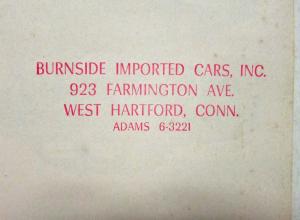 BURNSIDE IMPORTED CARS, INC.
923 FARMINGTON AVE.
WEST HARTFORD, CONN.
ADAMS 6-3221